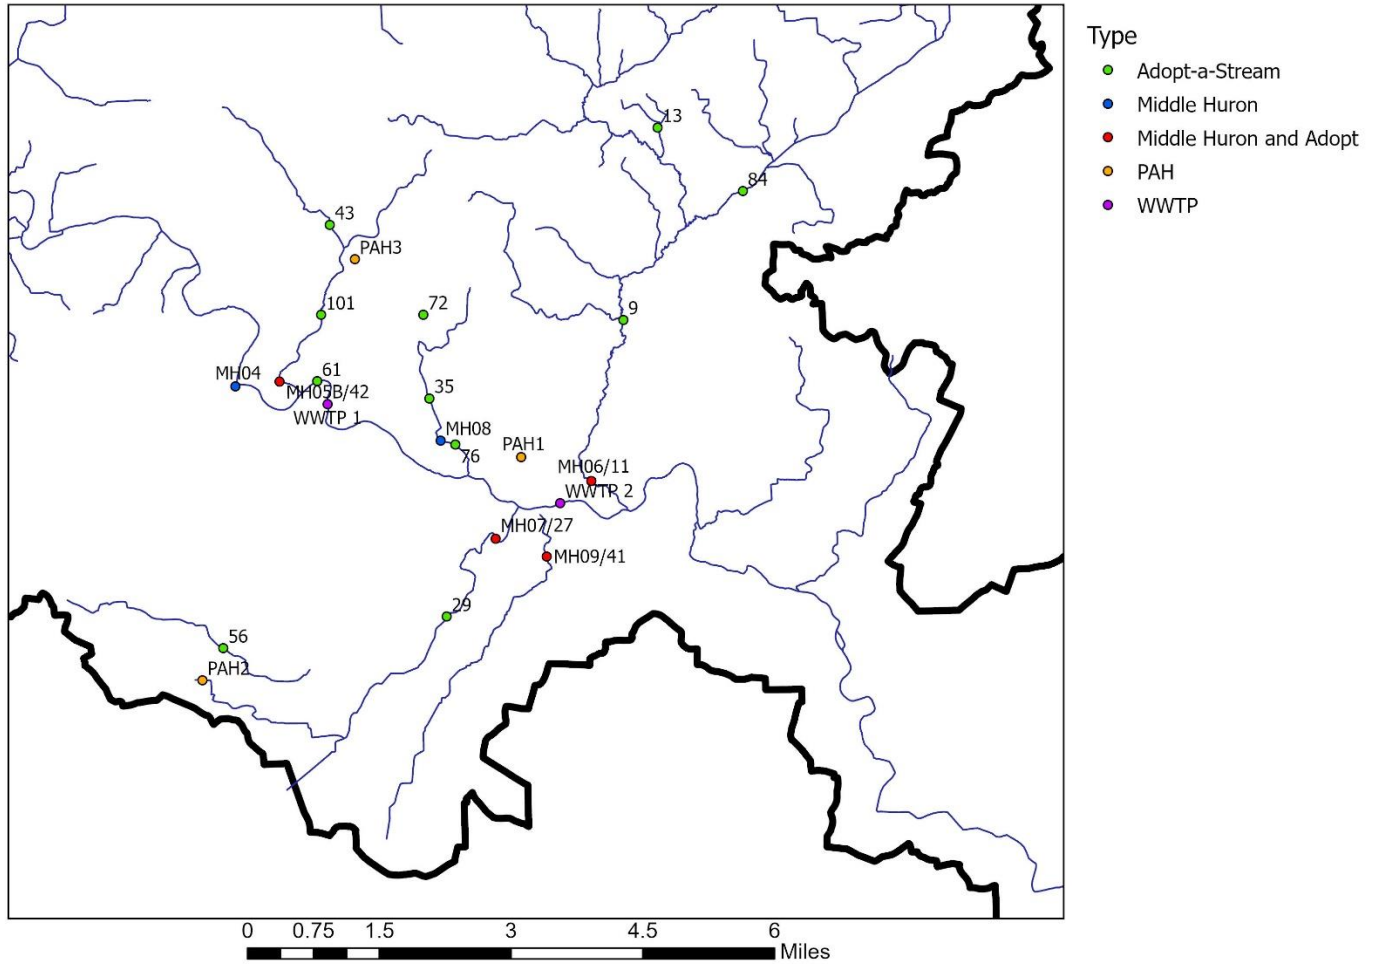 Type
Adopt-a-Stream
Middle Huron
Middle Huron and Adopt
PAH
WWTP
13
84
43
PAH3
101
72
9
MH04
61
MH05B/42
WWTP 1
35
MH08
76
PAH1
MH06/11
WWTP 2
MH07/27
MH09/41
29
56
PAH2
0 0.75 1.5 3 4.5 6
Miles